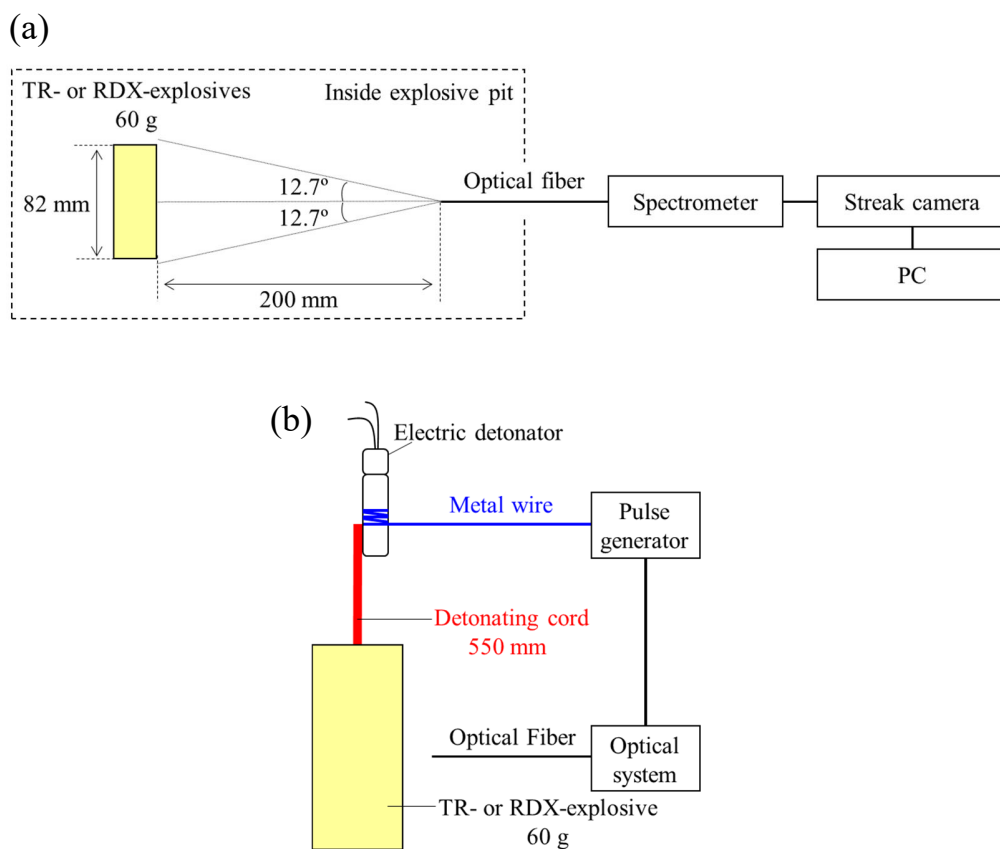 (a)
TR- or RDX-explosives
60 g
Inside explosive pit
82 mm
12.7º
12.7º
200 mm
Optical fiber
Spectrometer
Streak camera
PC
(b)
Electric detonator
Metal wire
Pulse
generator
Detonating cord
550 mm
Optical Fiber
Optical
system
TR- or RDX-explosive
60 g